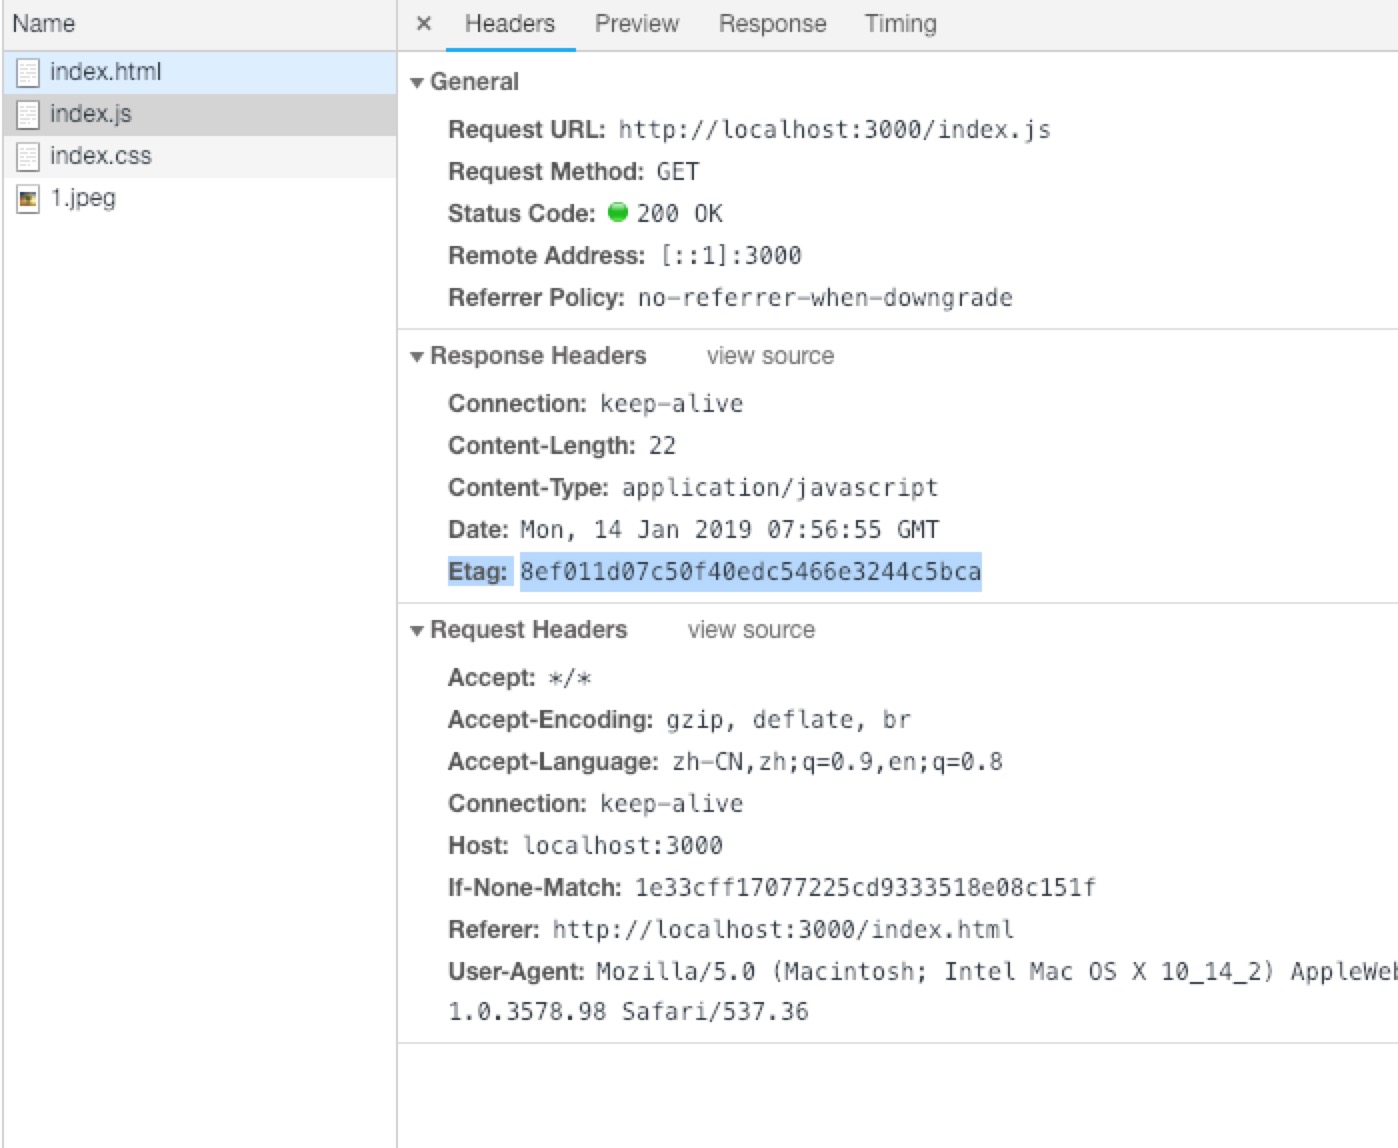 Name
index.html
index.js
index.css
1.jpeg
× Headers Preview Response Timing
▼ General
Request URL: http://localhost:3000/index.js
Request Method: GET
Status Code: 200 OK
Remote Address: [::1]:3000
Referrer Policy: no-referrer-when-downgrade
▼ Response Headers view source
Connection: keep-alive
Content-Length: 22
Content-Type: application/javascript
Date: Mon, 14 Jan 2019 07:56:55 GMT
Etag: 8ef011d07c50f40edc5466e3244c5bca
▼ Request Headers view source
Accept: */*
Accept-Encoding: gzip, deflate, br
Accept-Language: zh-CN,zh;q=0.9,en;q=0.8
Connection: keep-alive
Host: localhost:3000
If-None-Match: 1e33cff17077225cd9333518e08c151f
Referer: http://localhost:3000/index.html
User-Agent: Mozilla/5.0 (Macintosh; Intel Mac OS X 10_14_2) AppleWeb
1.0.3578.98 Safari/537.36